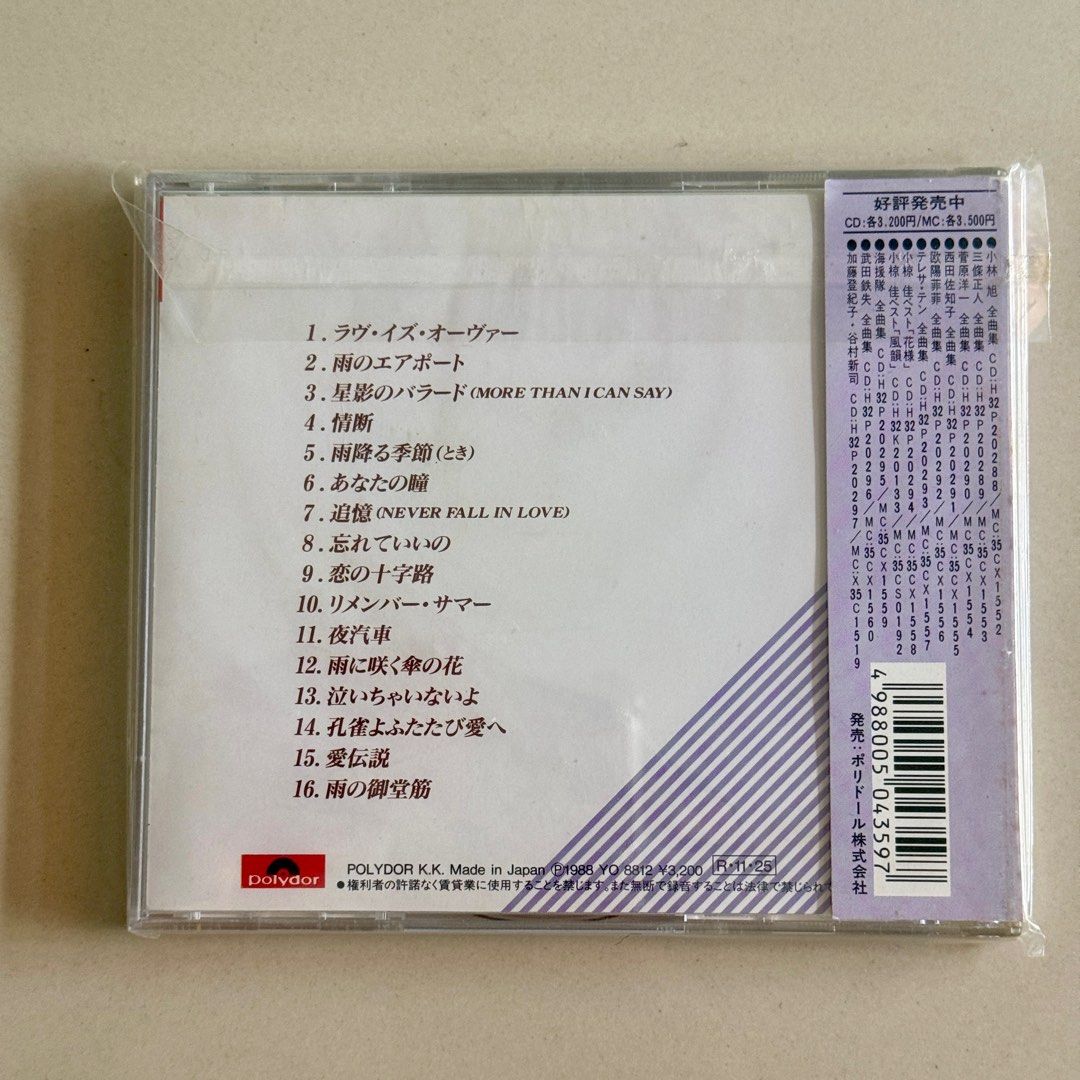 1. ラヴ・イズ・オーヴァー
2. 雨のエアポート
3. 星影のバラード(MORE THAN I CAN SAY)
4. 情断
5. 雨降る季節(とき)
6. あなたの瞳
7. 追憶(NEVER FALL IN LOVE)
8. 忘れていいの
9. 恋の十字路
10. リメンバー・サマー
11. 夜汽車
12. 雨に咲く傘の花
13. 泣いちゃいないよ
14. 孔雀よふたたび愛へ
15. 愛伝説
16. 雨の御堂筋
polydor
POLYDOR K.K. Made in Japan Ⓟ1988 YO 8812 ¥3,200 R・11・25
●権利者の許諾なく賃貸業に使用することを禁じます。また無断で録音することは法律で禁じられて
好評発売中
CD:各3,200円/MC:各3,500円
●小林 旭 全曲集 CD:H32P20288/MC:35CX1552
●三條正人 全曲集 CD:H32P20289/MC:35CX1553
●菅原洋一 全曲集 CD:H32P20290/MC:35CX1554
●西田佐知子 全曲集 CD:H32P20291/MC:35CX1555
●欧陽菲菲 全曲集 CD:H32P20292/MC:35CX1556
●テレサ・テン 全曲集 CD:H32P20293/MC:35CX1557
●小椋 佳ベスト「花様」 CD:H32P20294/MC:35CX1558
●小椋 佳ベスト「風韻」 CD:H32K20133/MC:35CS0192
●海援隊 全曲集 CD:H32P20295/MC:35CX1559
●武田鉄矢 全曲集 CD:H32P20296/MC:35CX1560
●加藤登紀子・谷村新司 CD:H32P20297/MC:X35C1519
4988005043597
発売:ポリドール株式会社